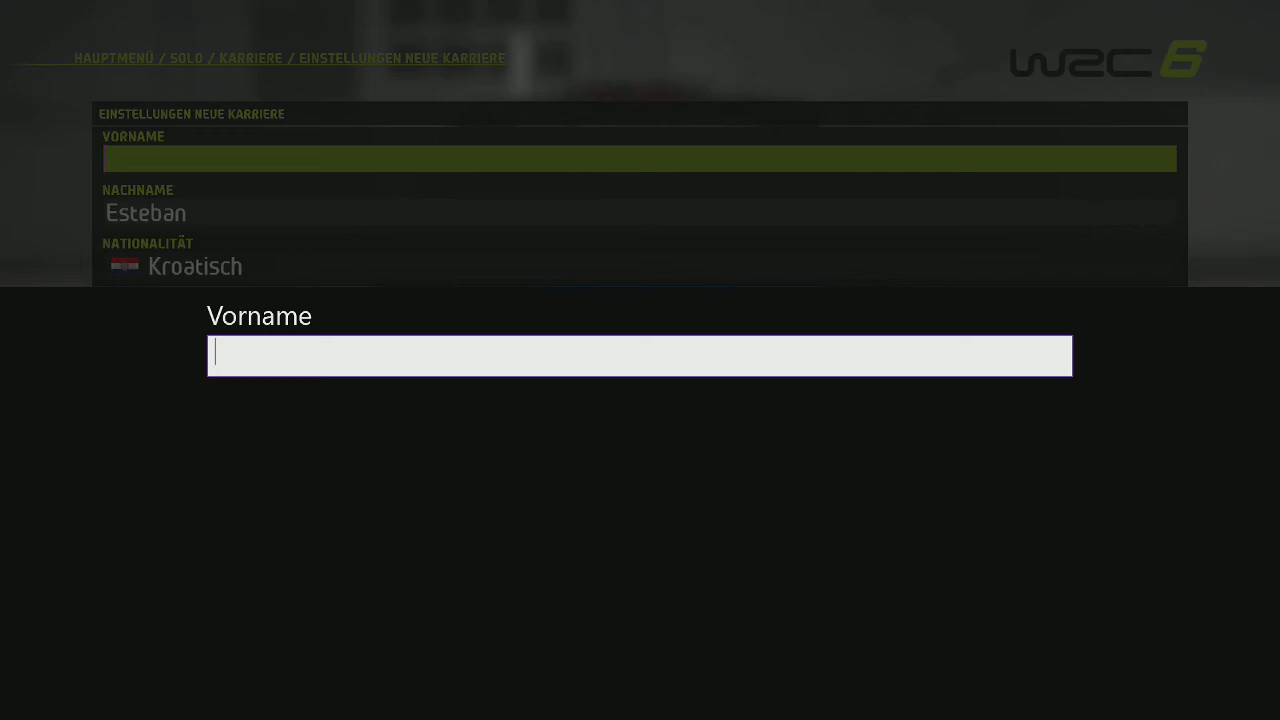 HAUPTMENÜ / SOLO / KARRIERE / EINSTELLUNGEN NEUE KARRIERE
WRC 6
EINSTELLUNGEN NEUE KARRIERE
VORNAME
NACHNAME
Esteban
NATIONALITÄT
Kroatisch
Vorname